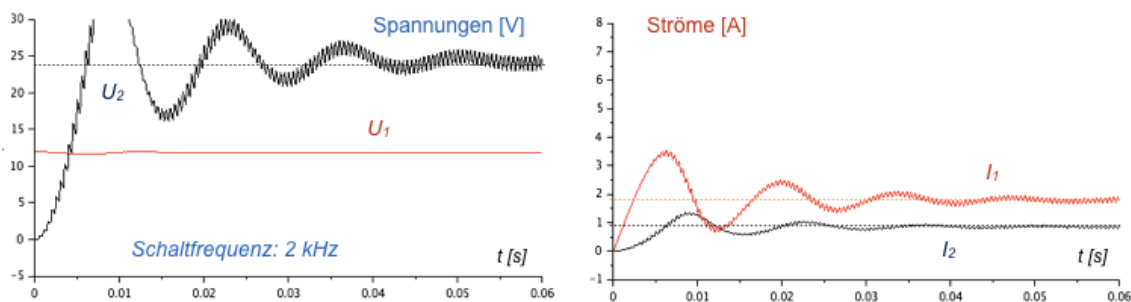 Spannungen [V]
30
25
20
15
10
5
0
-5
U2
U1
Schaltfrequenz: 2 kHz
t [s]
0 0.01 0.02 0.03 0.04 0.05 0.06
Ströme [A]
8
7
6
5
4
3
2
1
0
-1
I1
I2
t [s]
0 0.01 0.02 0.03 0.04 0.05 0.06